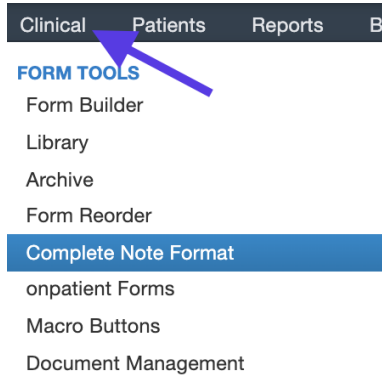 Clinical Patients Reports B
FORM TOOLS
Form Builder
Library
Archive
Form Reorder
Complete Note Format
onpatient Forms
Macro Buttons
Document Management